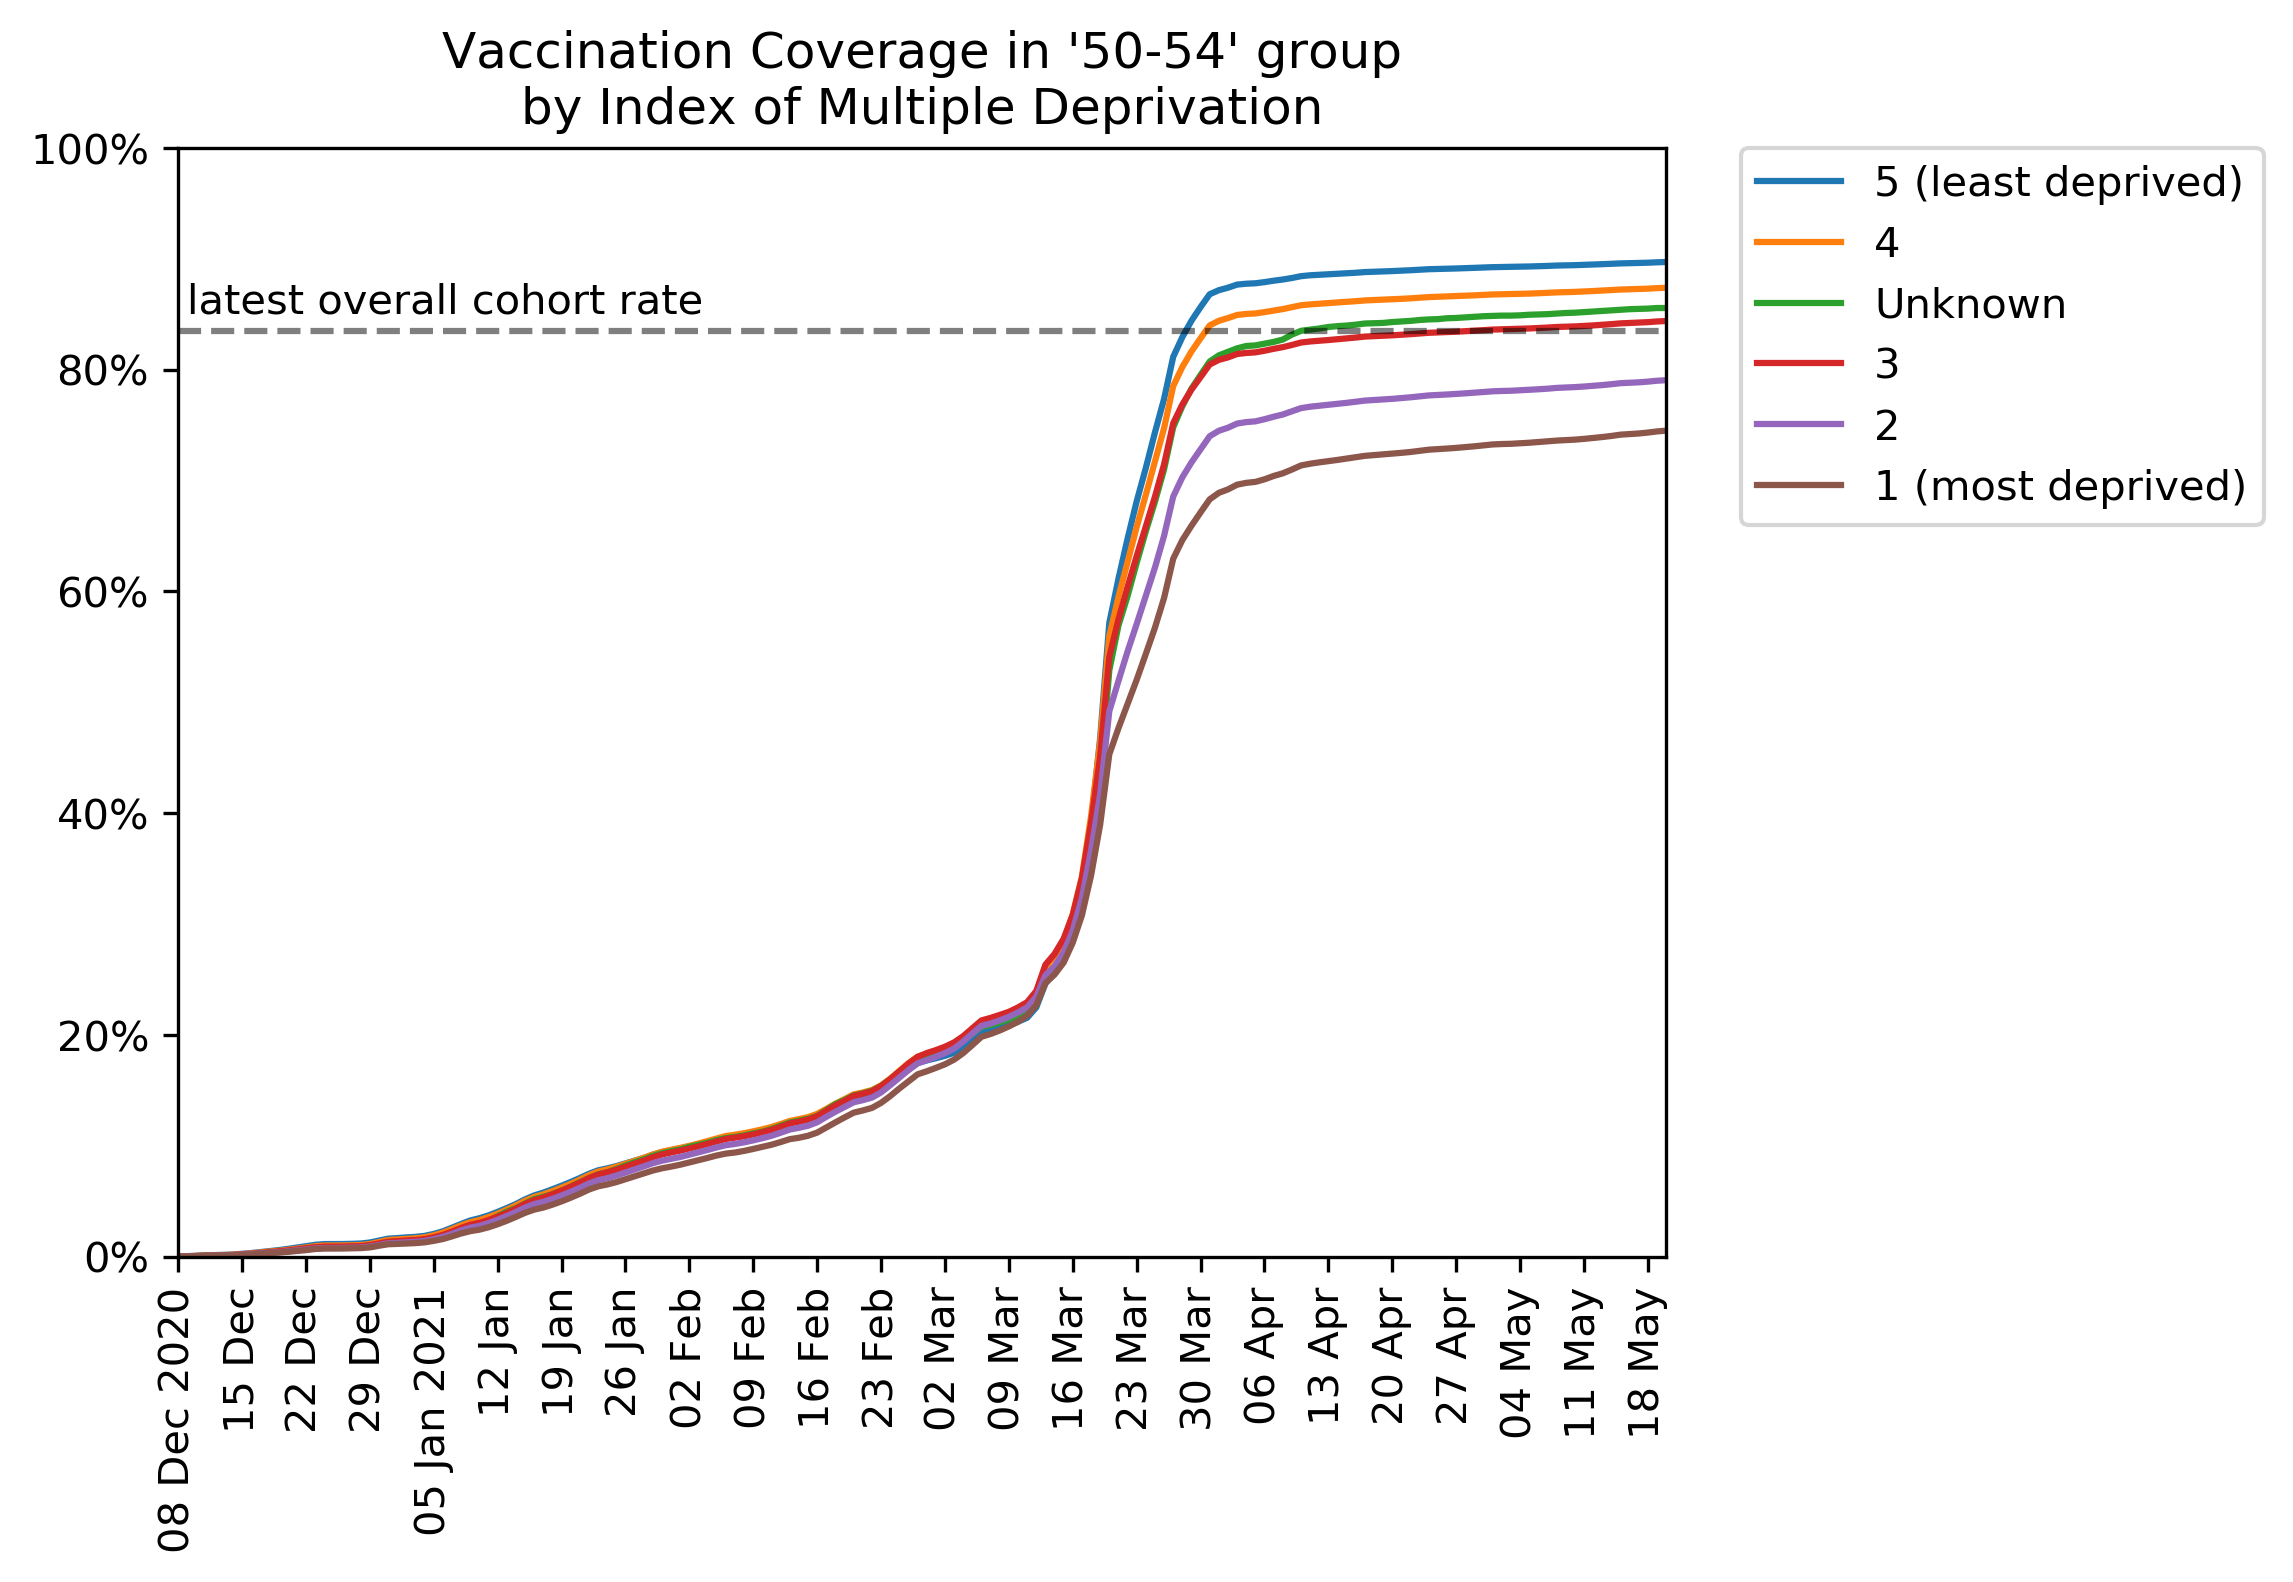 Vaccination Coverage in '50-54' group
by Index of Multiple Deprivation
100%
80%
60%
40%
20%
0%
latest overall cohort rate
5 (least deprived)
4
Unknown
3
2
1 (most deprived)
08 Dec 2020
15 Dec
22 Dec
29 Dec
05 Jan 2021
12 Jan
19 Jan
26 Jan
02 Feb
09 Feb
16 Feb
23 Feb
02 Mar
09 Mar
16 Mar
23 Mar
30 Mar
06 Apr
13 Apr
20 Apr
27 Apr
04 May
11 May
18 May